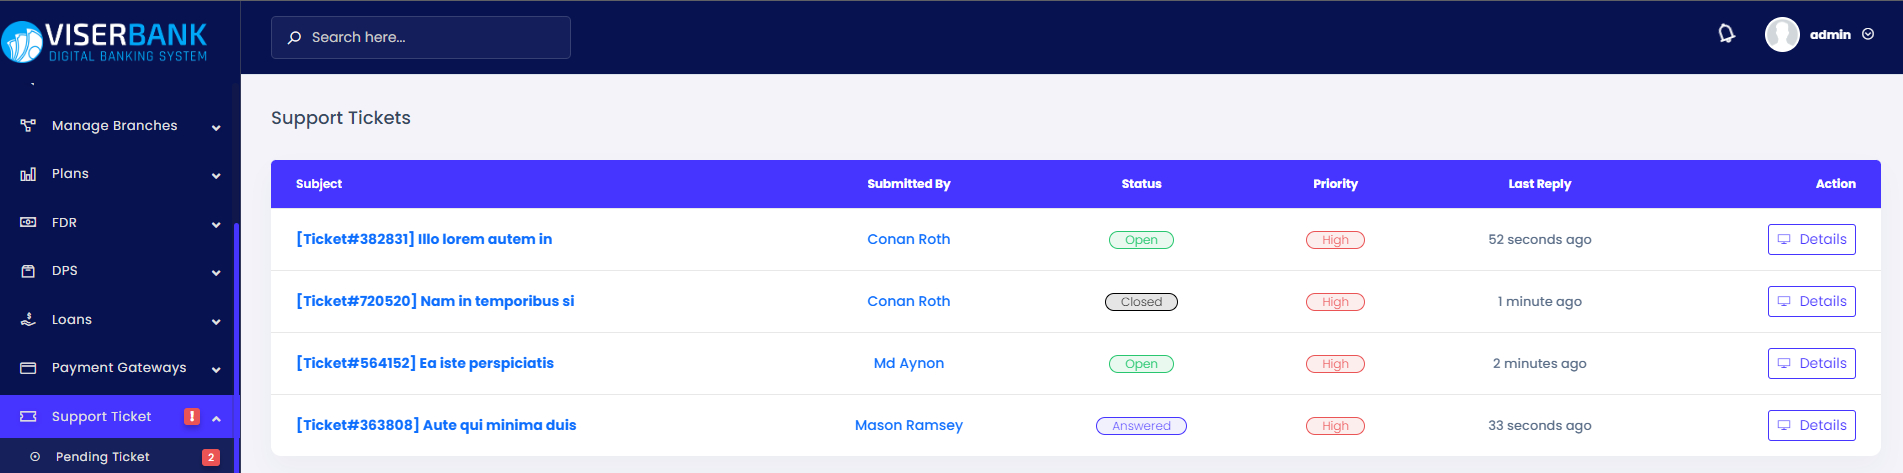 VISERBANK
DIGITAL BANKING SYSTEM
Search here...
admin
Manage Branches
Plans
FDR
DPS
Loans
Payment Gateways
Support Ticket !
Pending Ticket 2
Support Tickets
Subject Submitted By Status Priority Last Reply Action
[Ticket#382831] Illo lorem autem in Conan Roth Open High 52 seconds ago Details
[Ticket#720520] Nam in temporibus si Conan Roth Closed High 1 minute ago Details
[Ticket#564152] Ea iste perspiciatis Md Aynon Open High 2 minutes ago Details
[Ticket#363808] Aute qui minima duis Mason Ramsey Answered High 33 seconds ago Details